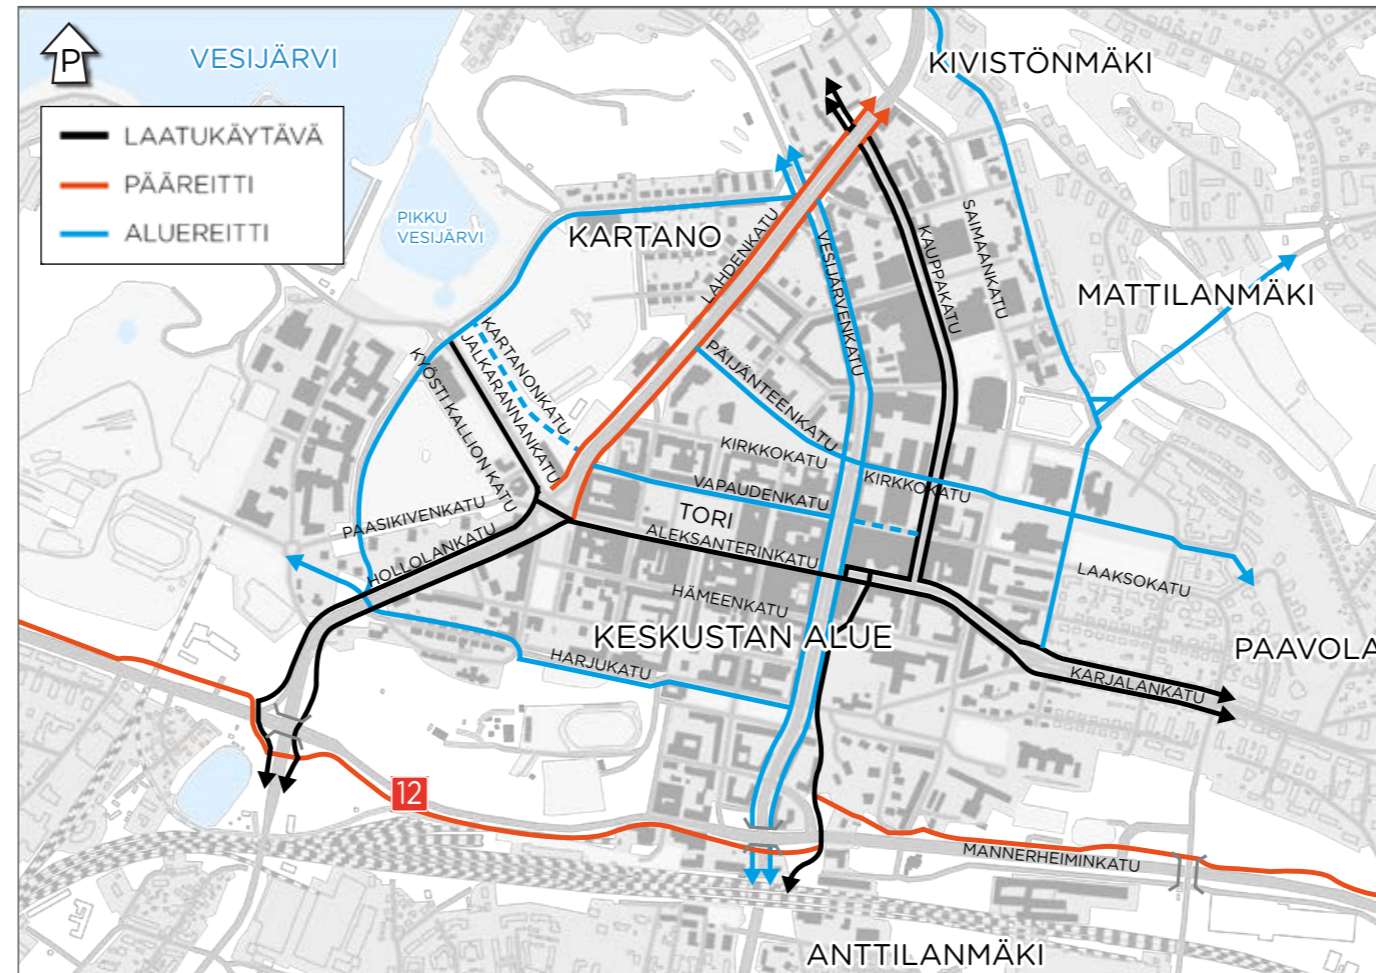 P
VESIJÄRVI
LAATUKÄYTÄVÄ
PÄÄREITTI
ALUEREITTI
PIKKU
VESIJÄRVI
KIVISTÖNMÄKI
KARTANO
LAHDENKATU
VESIJÄRVENKATU
KAUPPAKATU
SAIMAANKATU
MATTILANMÄKI
KARTANONKATU
JALKARANNANKATU
KYÖSTI KALLION KATU
PÄIJÄNTEENKATU
KIRKKOKATU
KIRKKOKATU
VAPAUDENKATU
PAASIKIVENKATU
TORI
ALEKSANTERINKATU
HOLLOLANKATU
LAAKSOKATU
HÄMEENKATU
KESKUSTAN ALUE
PAAVOLA
HARJUKATU
KARJALANKATU
12
MANNERHEIMINKATU
ANTTILANMÄKI